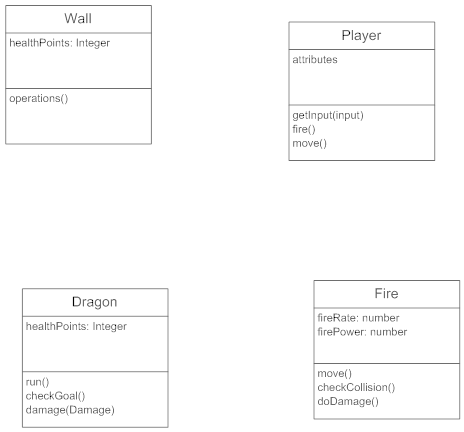 Wall
healthPoints: Integer
operations()
Player
attributes
getInput(input)
fire()
move()
Dragon
healthPoints: Integer
run()
checkGoal()
damage(Damage)
Fire
fireRate: number
firePower: number
move()
checkCollision()
doDamage()